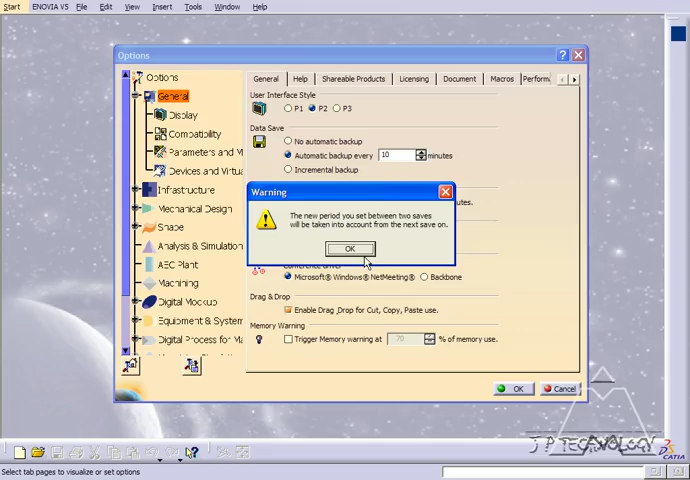 Start ENOVIA V5 File Edit View Insert Tools Window Help
Options
Options
General
Display
Compatibility
Parameters and M
Devices and Virtua
Infrastructure
Mechanical Design
Shape
Analysis & Simulation
AEC Plant
Machining
Digital Mockup
Equipment & System
Digital Process for Ma
General Help Shareable Products Licensing Document Macros Perform
User Interface Style
P1 P2 P3
Data Save
No automatic backup
Automatic backup every 10 minutes
Incremental backup
Warning
The new period you set between two saves
will be taken into account from the next save on.
OK
Microsoft® Windows® NetMeeting® Backbone
Drag & Drop
Enable Drag Drop for Cut, Copy, Paste use.
Memory Warning
Trigger Memory warning at 70 % of memory use.
OK Cancel
J P TECHNOLOGY
CATIA
Select tab pages to visualize or set options